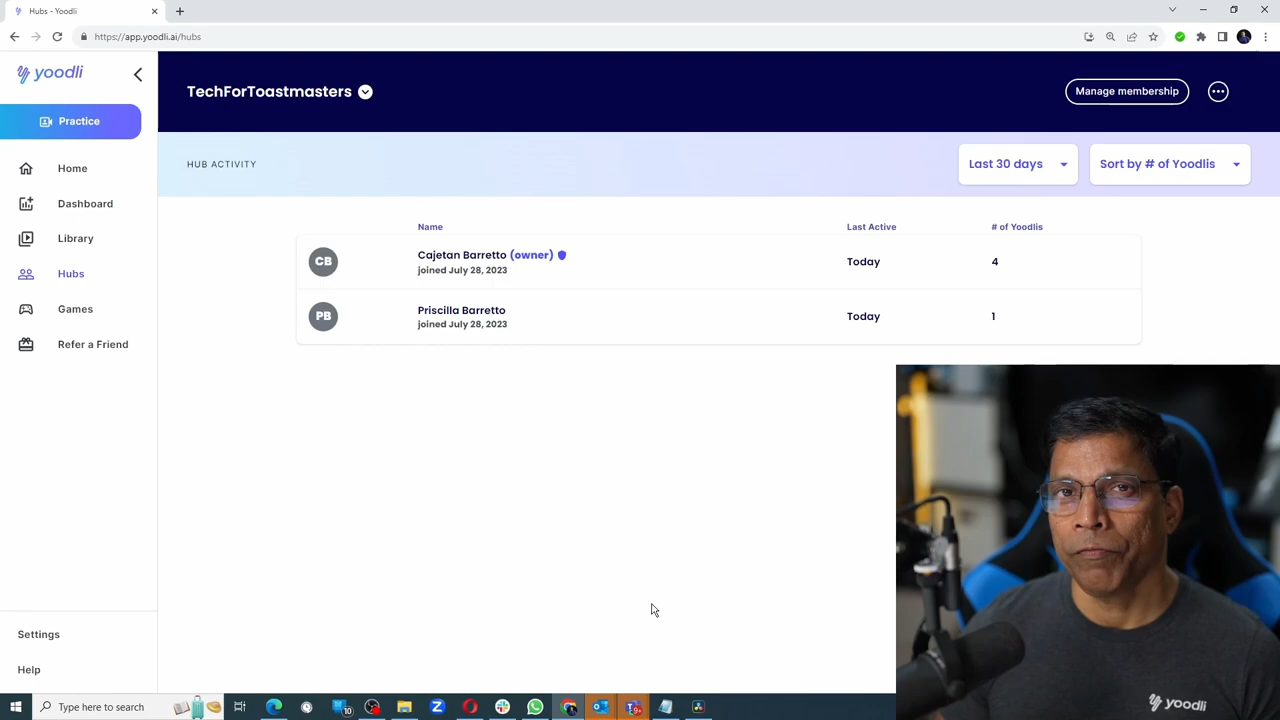 Hubs - Yoodli
https://app.yoodli.ai/hubs
yoodli
TechForToastmasters
Manage membership
Practice
HUB ACTIVITY
Last 30 days
Sort by # of Yoodlis
Home
Dashboard
Library
Hubs
Games
Refer a Friend
Settings
Help
Name
Last Active
# of Yoodlis
CB
Cajetan Barretto (owner)
joined July 28, 2023
Today
4
PB
Priscilla Barretto
joined July 28, 2023
Today
1
yoodli
Type here to search
10
9+